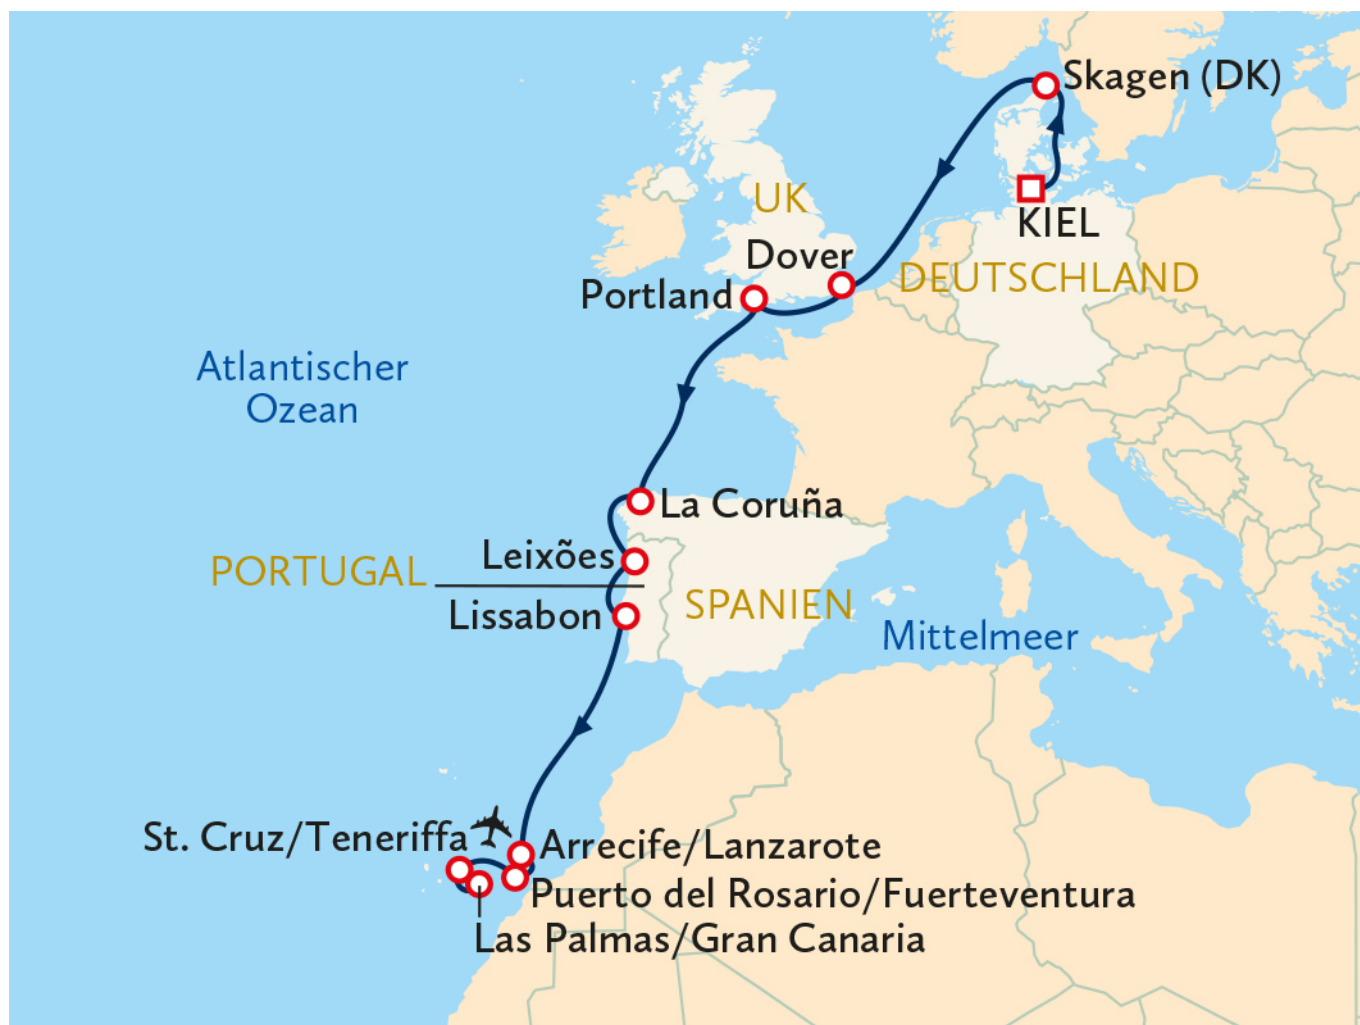 Skagen (DK)
UK
KIEL
Dover
DEUTSCHLAND
Portland
Atlantischer
Ozean
La Coruña
Leixões
PORTUGAL
SPANIEN
Lissabon
Mittelmeer
St. Cruz/Teneriffa
Arrecife/Lanzarote
Puerto del Rosario/Fuerteventura
Las Palmas/Gran Canaria